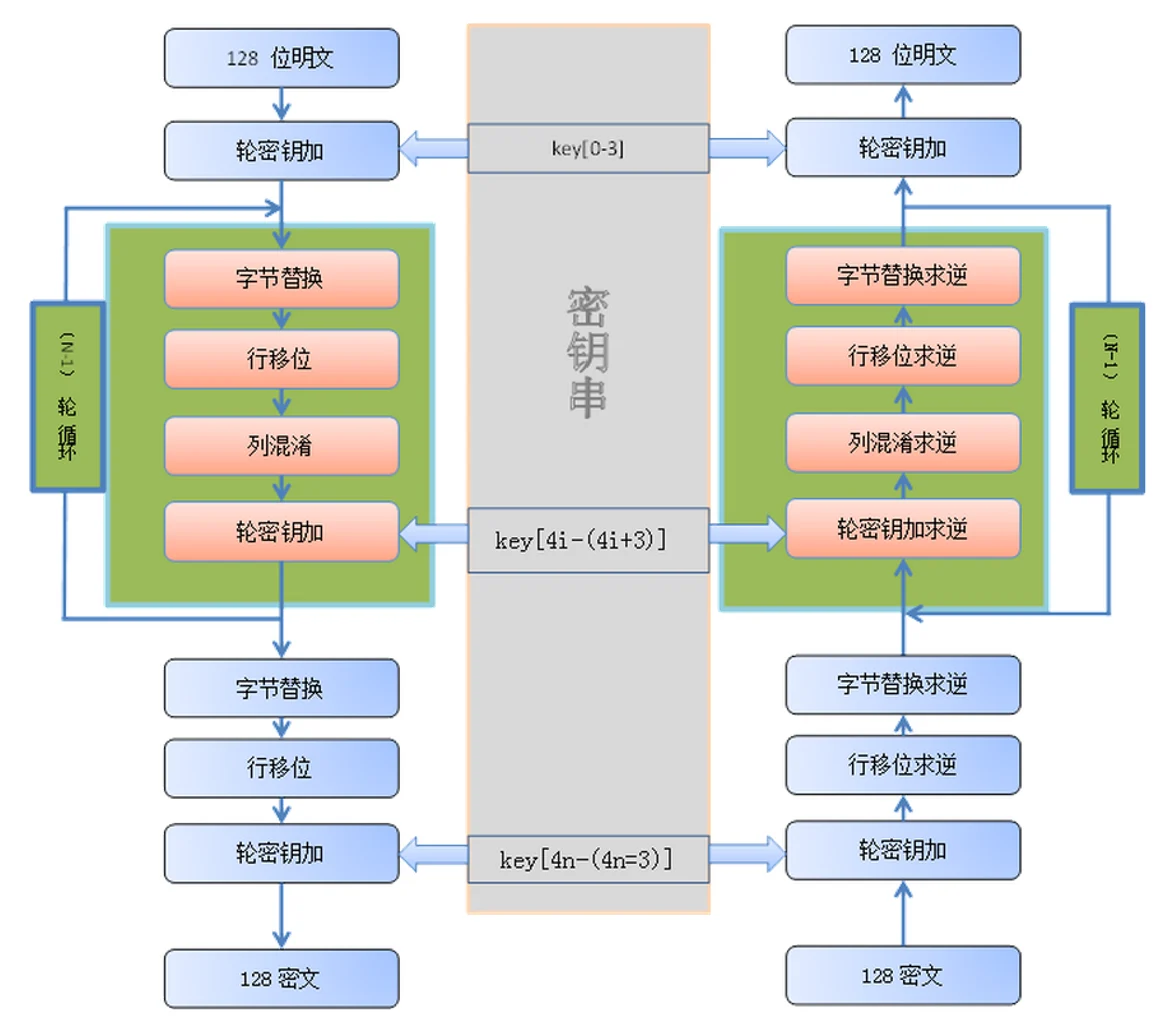 128 位明文
轮密钥加
字节替换
行移位
列混淆
轮密钥加
(N-1) 轮 循环
字节替换
行移位
轮密钥加
128 密文
key[0-3]
密钥串
key[4i-(4i+3)]
key[4n-(4n=3)]
128 位明文
轮密钥加
字节替换求逆
行移位求逆
列混淆求逆
轮密钥加求逆
(N-1) 轮 循环
字节替换求逆
行移位求逆
轮密钥加
128 密文